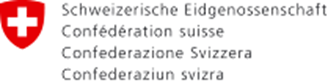 Schweizerische Eidgenossenschaft
Confédération suisse
Confederazione Svizzera
Confederaziun svizra